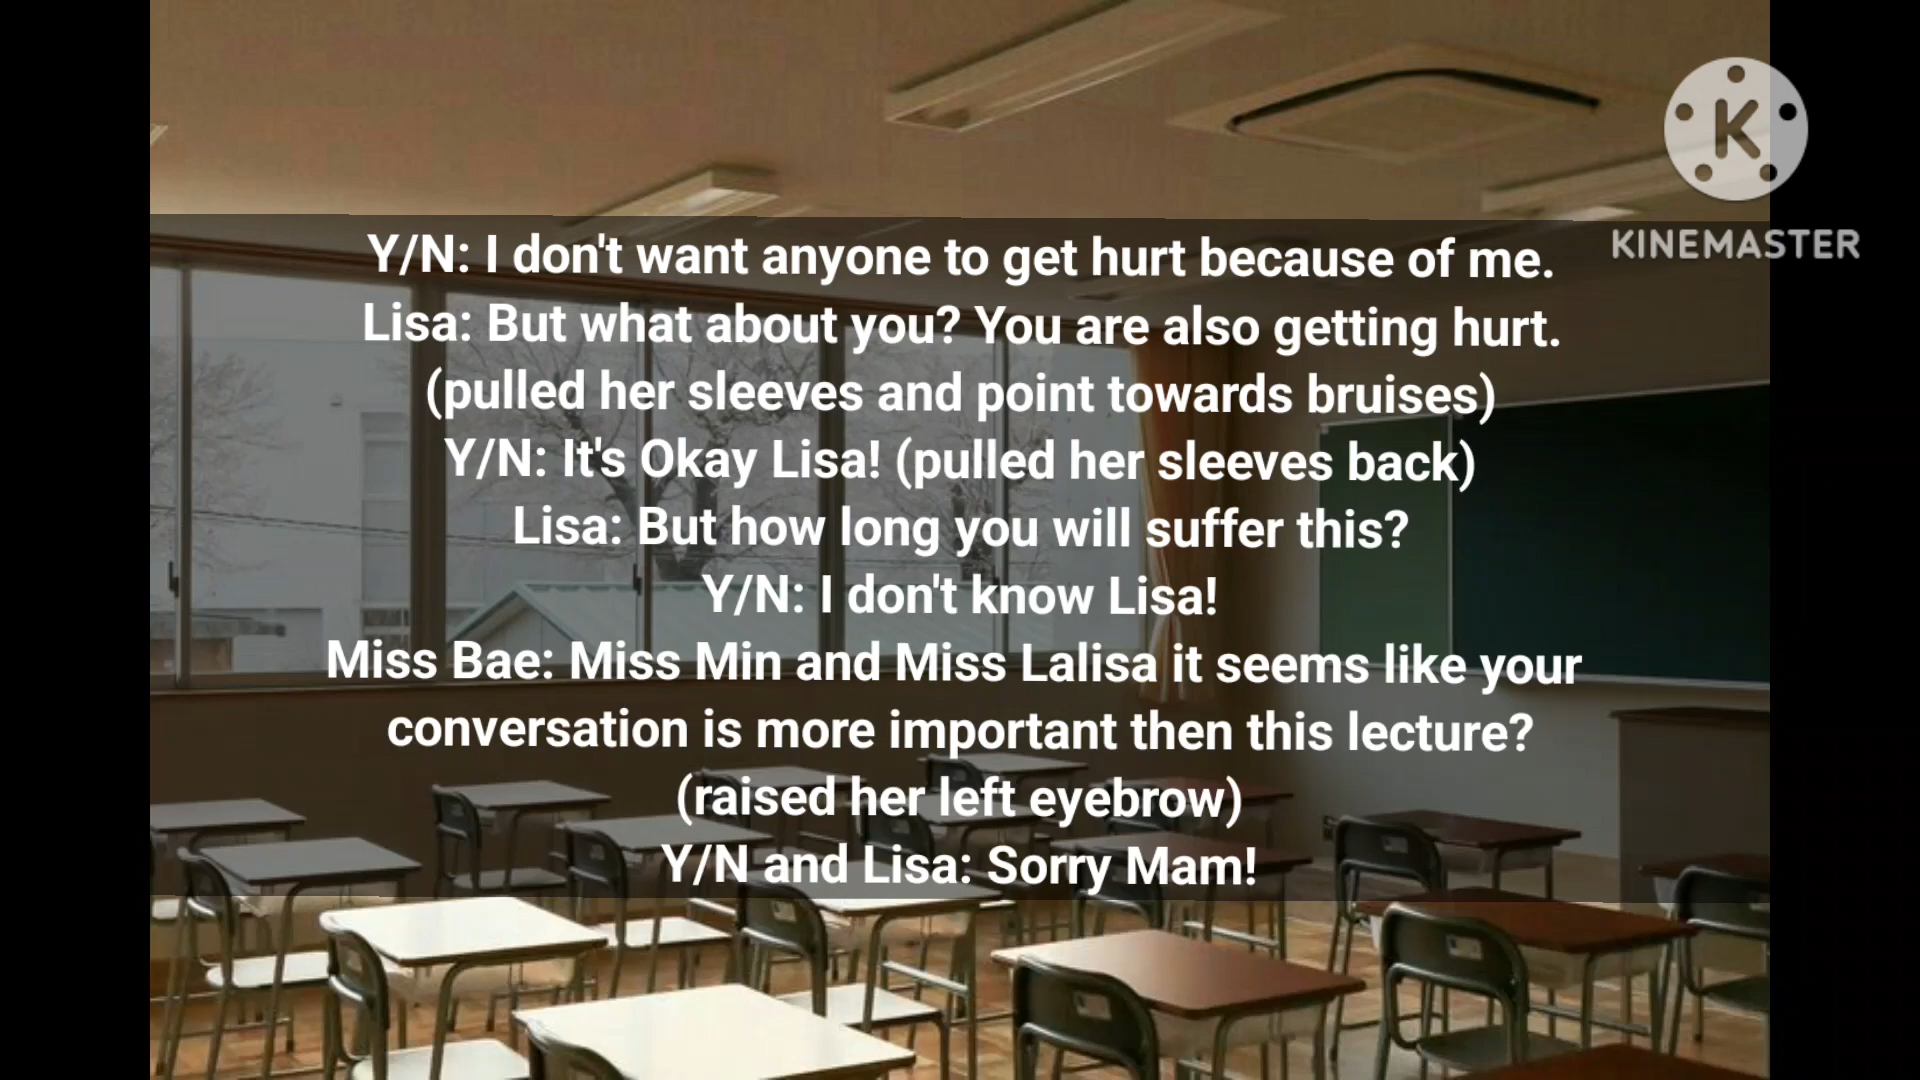 KINEMASTER
Y/N: I don't want anyone to get hurt because of me.
Lisa: But what about you? You are also getting hurt.
(pulled her sleeves and point towards bruises)
Y/N: It's Okay Lisa! (pulled her sleeves back)
Lisa: But how long you will suffer this?
Y/N: I don't know Lisa!
Miss Bae: Miss Min and Miss Lalisa it seems like your
conversation is more important then this lecture?
(raised her left eyebrow)
Y/N and Lisa: Sorry Mam!